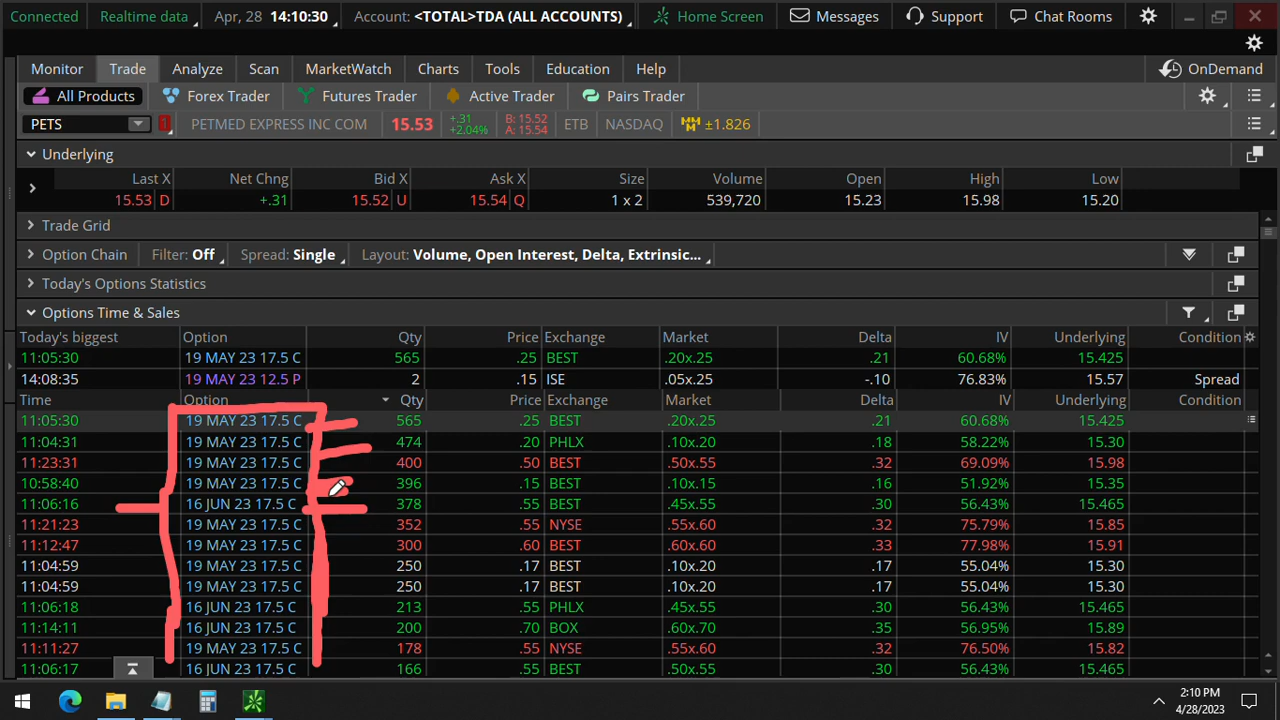 Connected Realtime data Apr, 28 14:10:30 Account: <TOTAL>TDA (ALL ACCOUNTS) Home Screen Messages Support Chat Rooms
Monitor Trade Analyze Scan MarketWatch Charts Tools Education Help OnDemand
All Products Forex Trader Futures Trader Active Trader Pairs Trader
PETS 1 PETMED EXPRESS INC COM 15.53 +.31 +2.04% B: 15.52 A: 15.54 ETB NASDAQ ±1.826
Underlying
Last X Net Chng Bid X Ask X Size Volume Open High Low
15.53 D +.31 15.52 U 15.54 Q 1 x 2 539,720 15.23 15.98 15.20
Trade Grid
Option Chain Filter: Off Spread: Single Layout: Volume, Open Interest, Delta, Extrinsic...
Today's Options Statistics
Options Time & Sales
Today's biggest Option Qty Price Exchange Market Delta IV Underlying Condition
11:05:30 19 MAY 23 17.5 C 565 .25 BEST .20x.25 .21 60.68% 15.425
14:08:35 19 MAY 23 12.5 P 2 .15 ISE .05x.25 -.10 76.83% 15.57 Spread
Time Option Qty Price Exchange Market Delta IV Underlying Condition
11:05:30 19 MAY 23 17.5 C 565 .25 BEST .20x.25 .21 60.68% 15.425
11:04:31 19 MAY 23 17.5 C 474 .20 PHLX .10x.20 .18 58.22% 15.30
11:23:31 19 MAY 23 17.5 C 400 .50 BEST .50x.55 .32 69.09% 15.98
10:58:40 19 MAY 23 17.5 C 396 .15 BEST .10x.15 .16 51.92% 15.35
11:06:16 16 JUN 23 17.5 C 378 .55 BEST .45x.55 .30 56.43% 15.465
11:21:23 19 MAY 23 17.5 C 352 .55 NYSE .55x.60 .32 75.79% 15.85
11:12:47 19 MAY 23 17.5 C 300 .60 BEST .60x.60 .33 77.98% 15.91
11:04:59 19 MAY 23 17.5 C 250 .17 BEST .10x.20 .17 55.04% 15.30
11:04:59 19 MAY 23 17.5 C 250 .17 BEST .10x.20 .17 55.04% 15.30
11:06:18 16 JUN 23 17.5 C 213 .55 PHLX .45x.55 .30 56.43% 15.465
11:14:11 16 JUN 23 17.5 C 200 .70 BOX .60x.70 .35 56.95% 15.89
11:11:27 19 MAY 23 17.5 C 178 .55 NYSE .55x.60 .32 76.50% 15.82
11:06:17 16 JUN 23 17.5 C 166 .55 BEST .50x.55 .30 56.43% 15.465
2:10 PM
4/28/2023